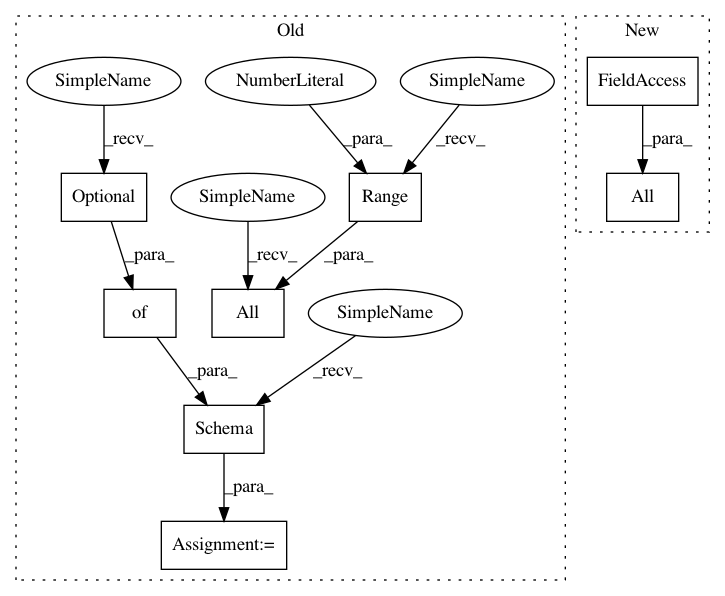 Old
New
SimpleName
NumberLiteral
SimpleName
FieldAccess
_recv_
_para_
_recv_
_para_
Optional
SimpleName
Range
All
_para_
_recv_
_para_
of
All
SimpleName
_para_
_recv_
Schema
_para_
Assignment:=